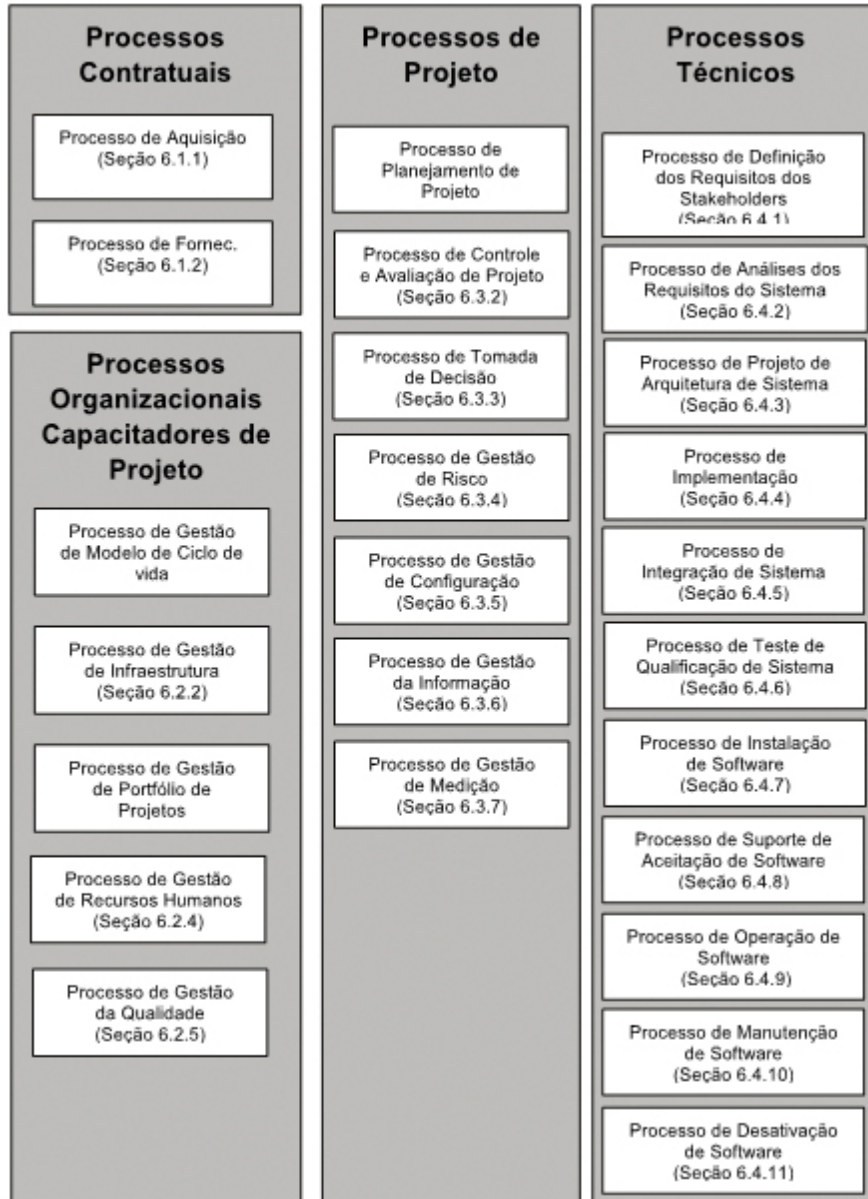 Processos
Contratuais
Processo de Aquisição
(Seção 6.1.1)
Processo de Fornec.
(Seção 6.1.2)
Processos
Organizacionais
Capacitadores de
Projeto
Processo de Gestão
de Modelo de Ciclo de
vida
Processo de Gestão
de Infraestrutura
(Seção 6.2.2)
Processo de Gestão
de Portfólio de
Projetos
Processo de Gestão
de Recursos Humanos
(Seção 6.2.4)
Processo de Gestão
da Qualidade
(Seção 6.2.5)
Processos de
Projeto
Processo de
Planejamento de
Projeto
Processo de Controle
e Avaliação de Projeto
(Seção 6.3.2)
Processo de Tomada
de Decisão
(Seção 6.3.3)
Processo de Gestão
de Risco
(Seção 6.3.4)
Processo de Gestão
de Configuração
(Seção 6.3.5)
Processo de Gestão
da Informação
(Seção 6.3.6)
Processo de Gestão
de Medição
(Seção 6.3.7)
Processos
Técnicos
Processo de Definição
dos Requisitos dos
Stakeholders
(Seção 6.4.1)
Processo de Análises dos
Requisitos do Sistema
(Seção 6.4.2)
Processo de Projeto de
Arquitetura de Sistema
(Seção 6.4.3)
Processo de
Implementação
(Seção 6.4.4)
Processo de
Integração de Sistema
(Seção 6.4.5)
Processo de Teste de
Qualificação de Sistema
(Seção 6.4.6)
Processo de Instalação
de Software
(Seção 6.4.7)
Processo de Suporte de
Aceitação de Software
(Seção 6.4.8)
Processo de Operação de
Software
(Seção 6.4.9)
Processo de Manutenção
de Software
(Seção 6.4.10)
Processo de Desativação
de Software
(Seção 6.4.11)